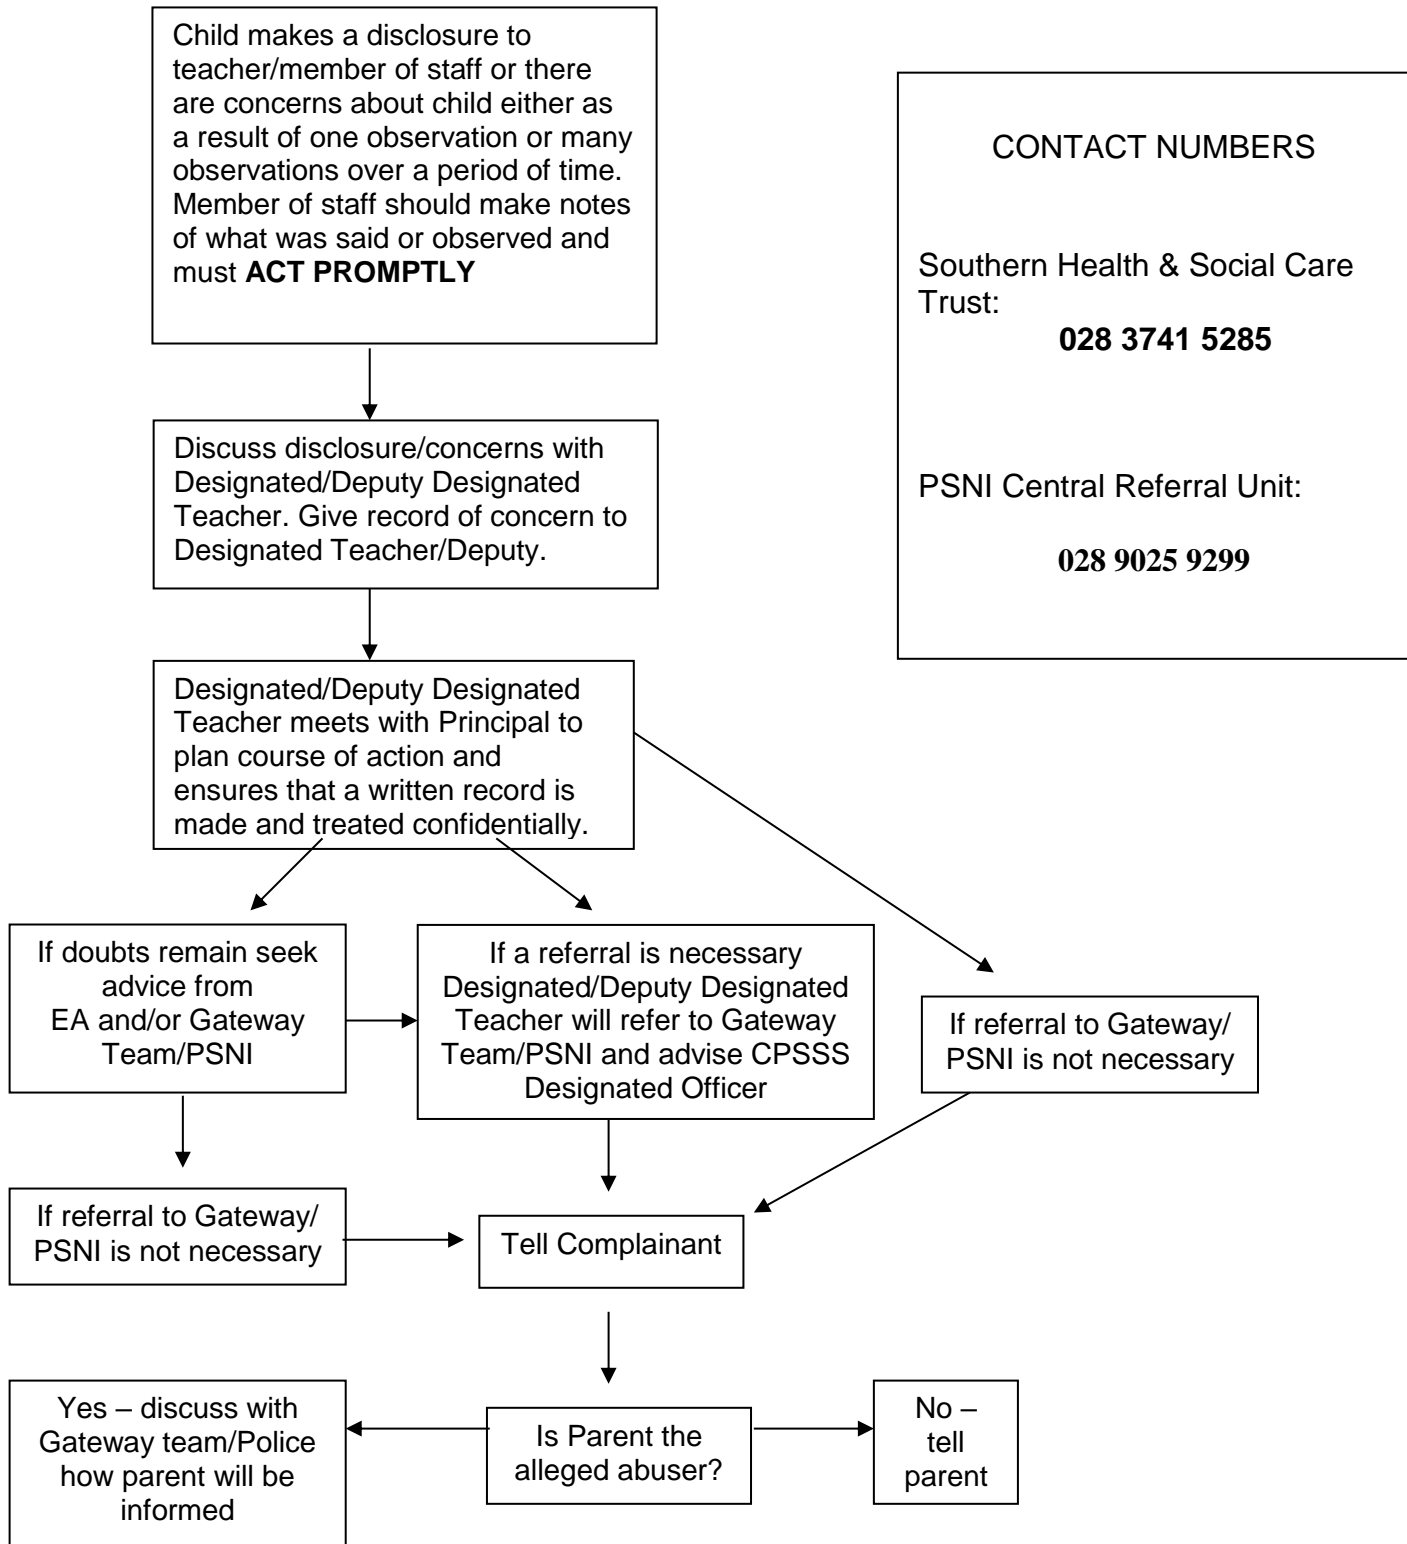 Child makes a disclosure to
teacher/member of staff or there
are concerns about child either as
a result of one observation or many
observations over a period of time.
Member of staff should make notes
of what was said or observed and
must ACT PROMPTLY
CONTACT NUMBERS
Southern Health & Social Care
Trust:
028 3741 5285
PSNI Central Referral Unit:
028 9025 9299
Discuss disclosure/concerns with
Designated/Deputy Designated
Teacher. Give record of concern to
Designated Teacher/Deputy.
Designated/Deputy Designated
Teacher meets with Principal to
plan course of action and
ensures that a written record is
made and treated confidentially.
If doubts remain seek
advice from
EA and/or Gateway
Team/PSNI
If a referral is necessary
Designated/Deputy Designated
Teacher will refer to Gateway
Team/PSNI and advise CPSSS
Designated Officer
If referral to Gateway/
PSNI is not necessary
If referral to Gateway/
PSNI is not necessary
Tell Complainant
Yes – discuss with
Gateway team/Police
how parent will be
informed
Is Parent the
alleged abuser?
No –
tell
parent